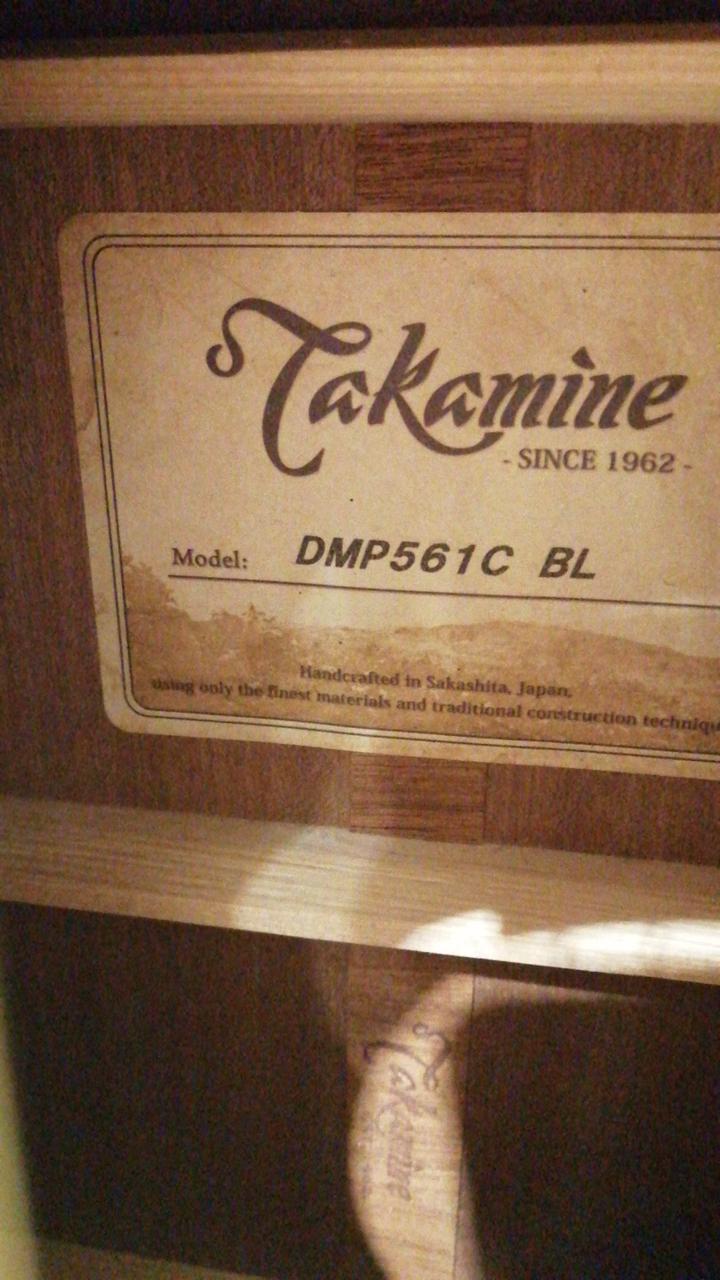 Takamine
- SINCE 1962 -
Model: DMP561C BL
Handcrafted in Sakashita, Japan,
using only the finest materials and traditional construction
Takamine